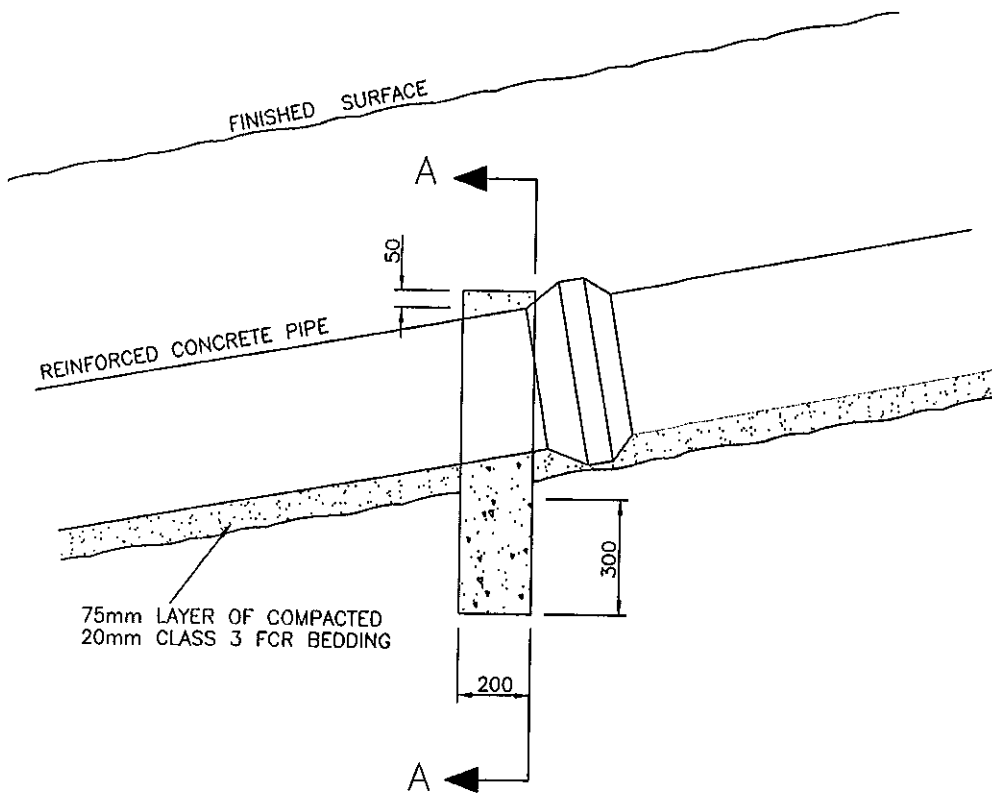 FINISHED SURFACE
A
50
REINFORCED CONCRETE PIPE
300
75mm LAYER OF COMPACTED
20mm CLASS 3 FCR BEDDING
200
A